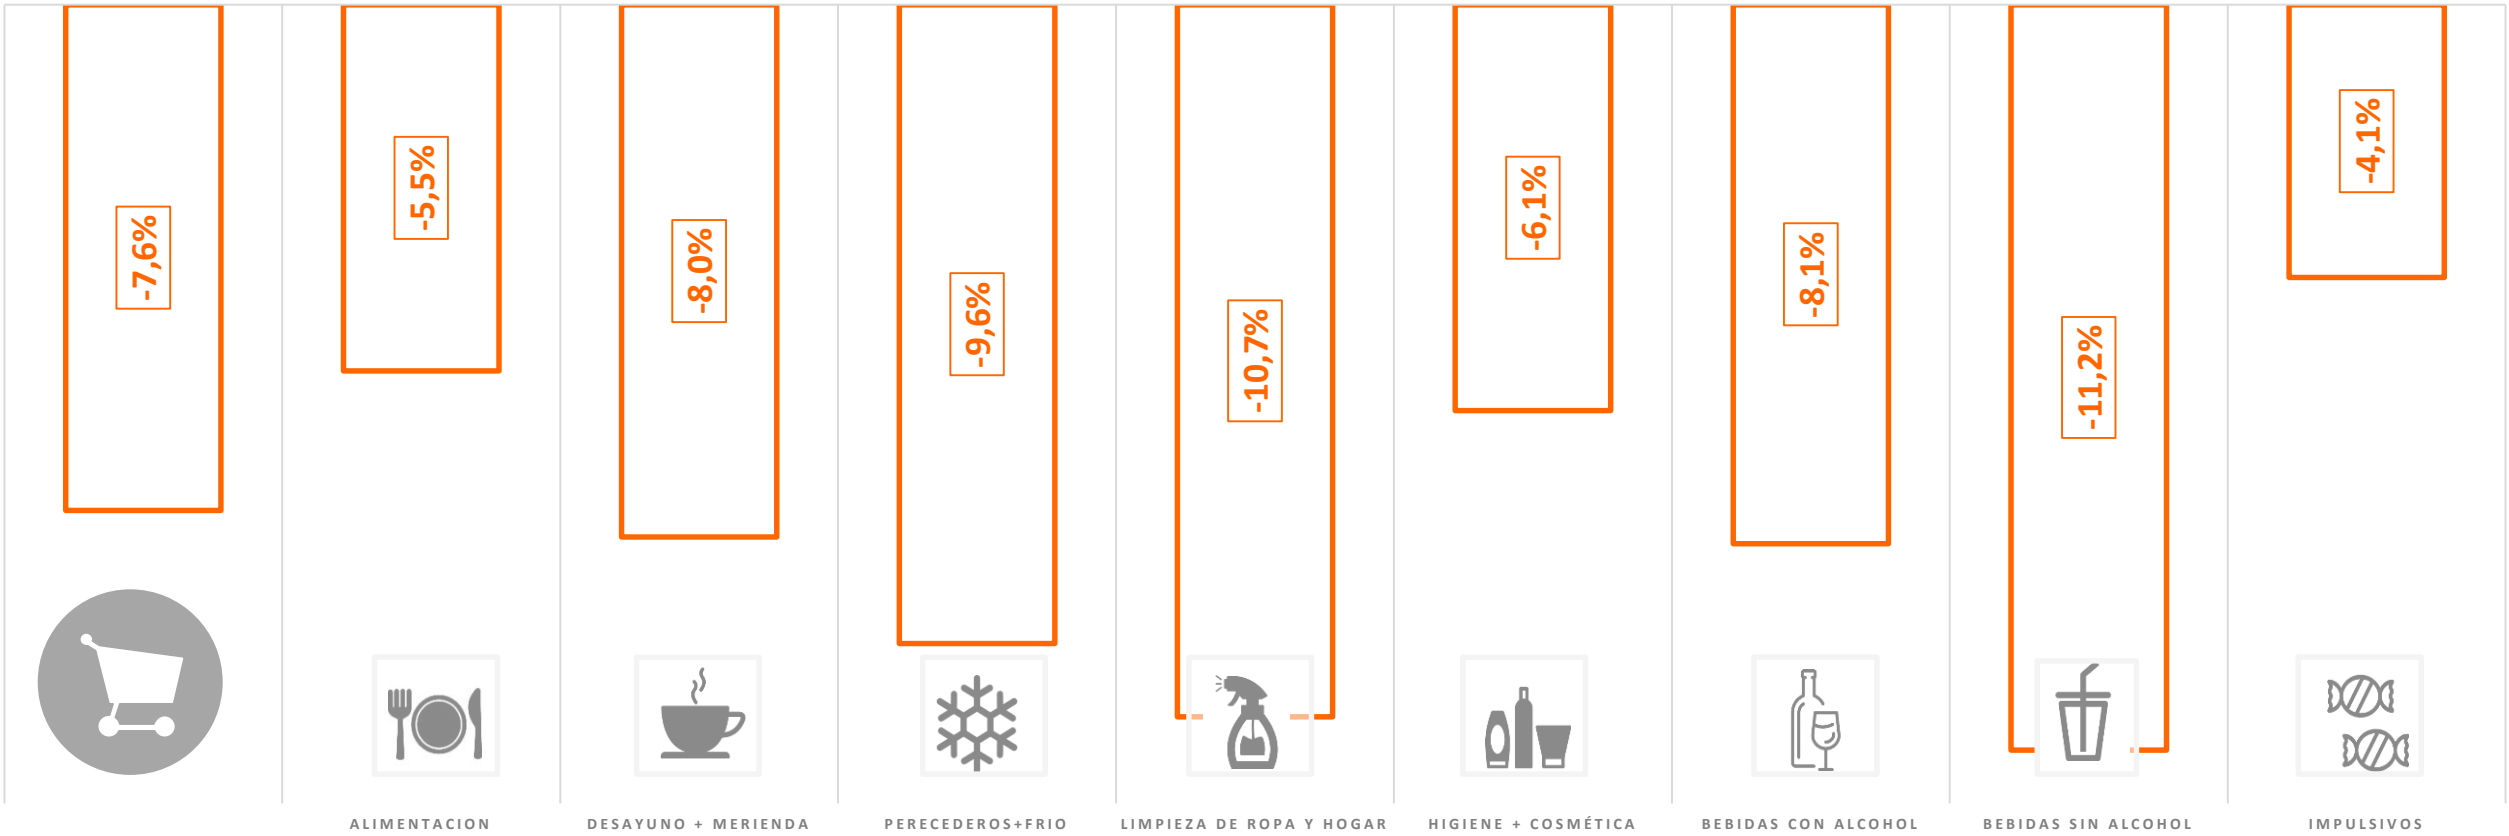 -7,6%
-5,5%
-8,0%
-9,6%
-10,7%
-6,1%
-8,1%
-11,2%
-4,1%
ALIMENTACION
DESAYUNO + MERIENDA
PERECEDEROS+FRIO
LIMPIEZA DE ROPA Y HOGAR
HIGIENE + COSMÉTICA
BEBIDAS CON ALCOHOL
BEBIDAS SIN ALCOHOL
IMPULSIVOS